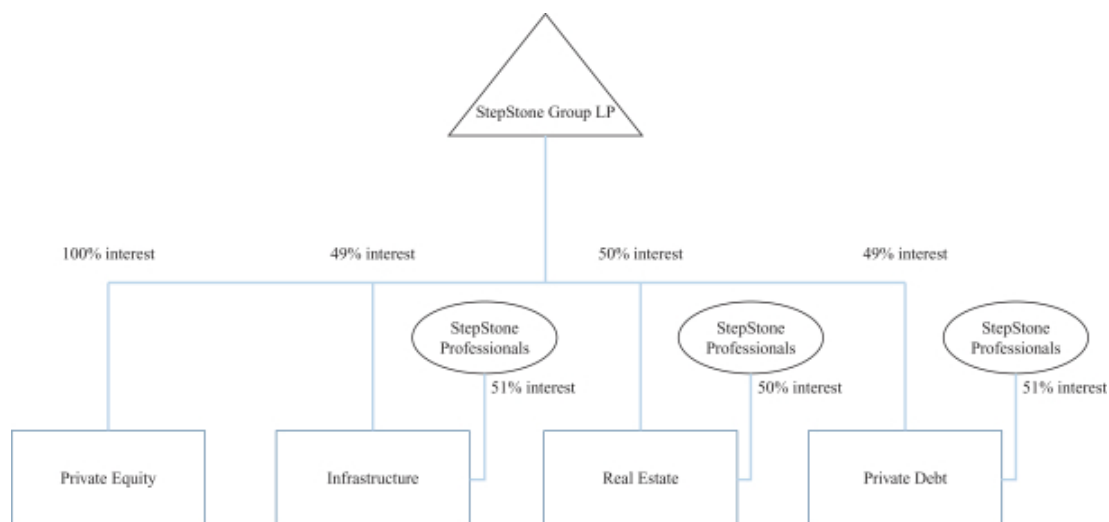 StepStone Group LP
100% interest
49% interest
50% interest
49% interest
StepStone
Professionals
StepStone
Professionals
StepStone
Professionals
51% interest
50% interest
51% interest
Private Equity
Infrastructure
Real Estate
Private Debt